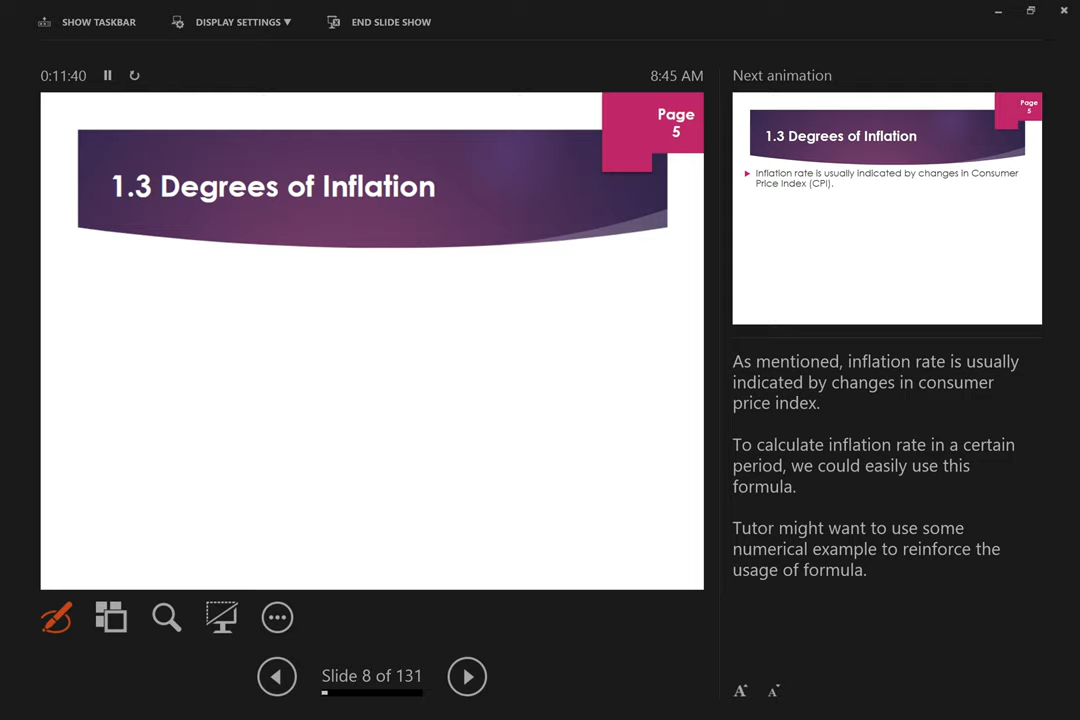 SHOW TASKBAR
DISPLAY SETTINGS ▼
END SLIDE SHOW
0:11:40
8:45 AM
Page
5
1.3 Degrees of Inflation
Next animation
Page
5
1.3 Degrees of Inflation
Inflation rate is usually indicated by changes in Consumer
Price Index (CPI).
As mentioned, inflation rate is usually
indicated by changes in consumer
price index.
To calculate inflation rate in a certain
period, we could easily use this
formula.
Tutor might want to use some
numerical example to reinforce the
usage of formula.
Slide 8 of 131
A A